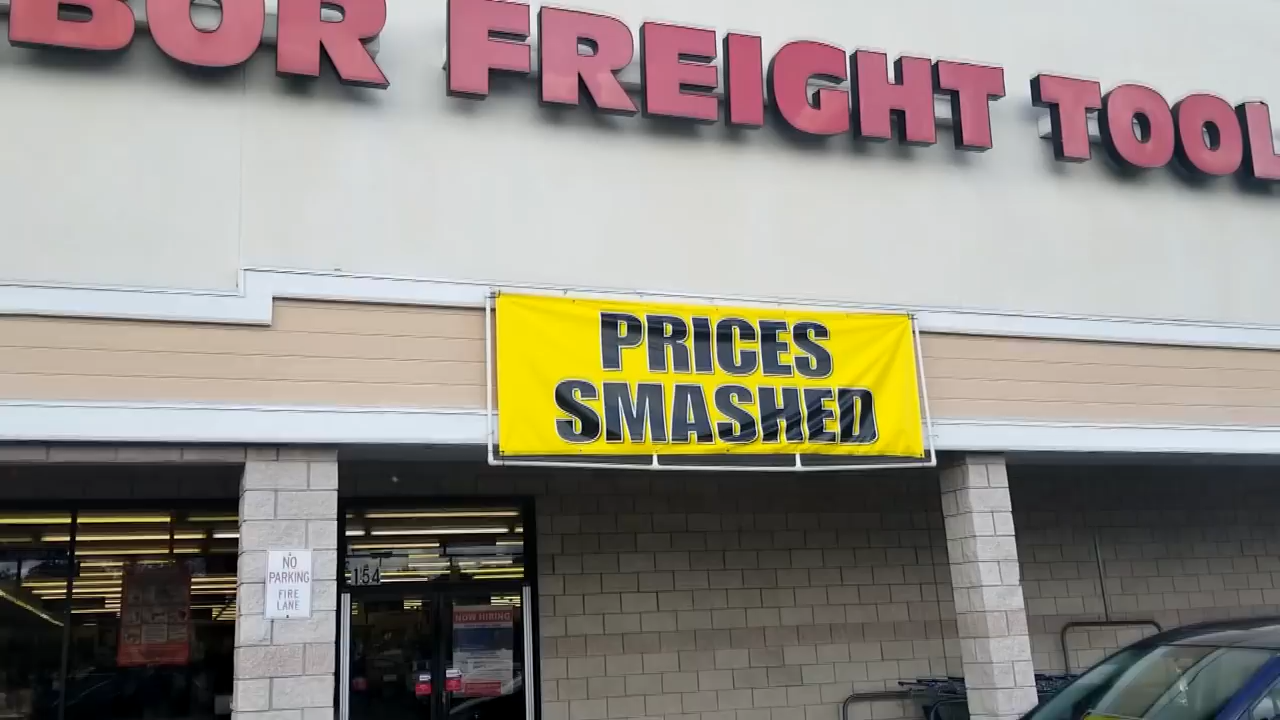 BOR FREIGHT TOOL
PRICES
SMASHED
NO
PARKING
FIRE
LANE
154
NOW HIRING